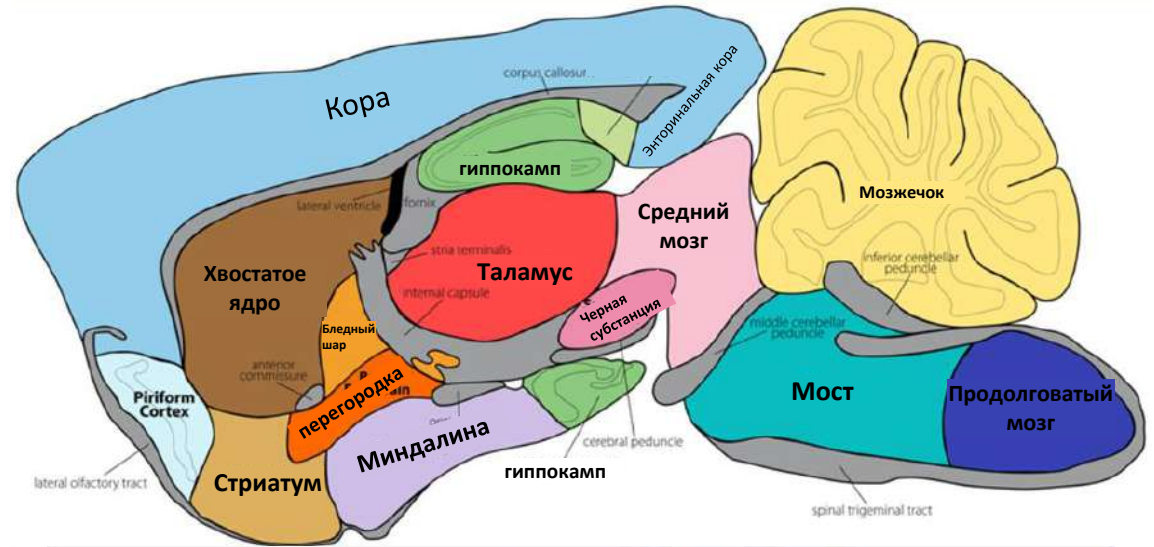 corpus callosum
Кора
Энторинальная кора
гиппокамп
lateral ventricle
fornix
Средний
мозг
Мозжечок
stria terminalis
Таламус
Хвостатое
ядро
internal capsule
inferior cerebellar
peduncle
Черная
субстанция
Бледный
шар
middle cerebellar
peduncle
anterior
commissure
перегородка
Piriform
Cortex
Мост
Продолговатый
мозг
Миндалина
cerebral peduncle
гиппокамп
Стриатум
lateral olfactory tract
spinal trigeminal tract